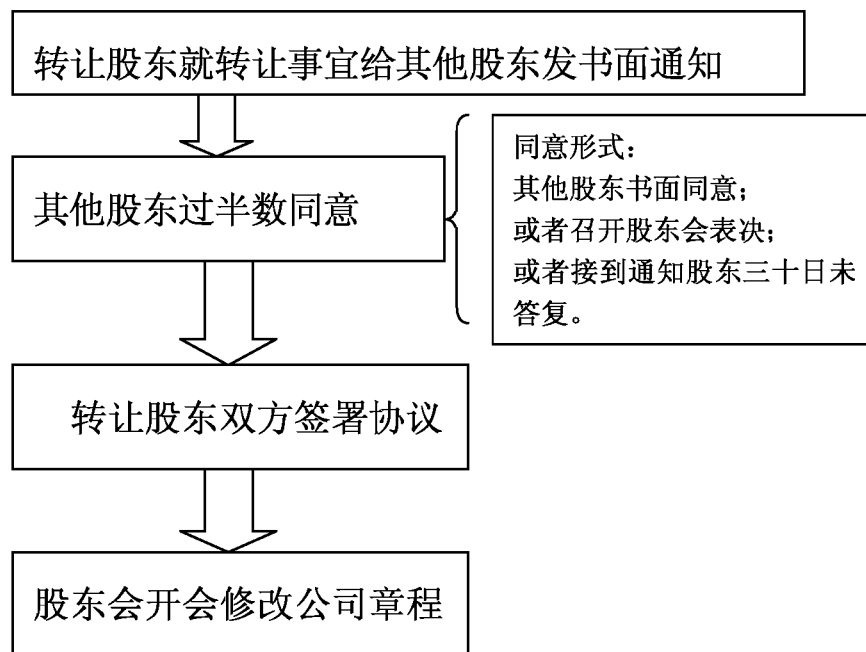 转让股东就转让事宜给其他股东发书面通知
其他股东过半数同意
同意形式：
其他股东书面同意；
或者召开股东会表决；
或者接到通知股东三十日未
答复。
转让股东双方签署协议
股东会开会修改公司章程